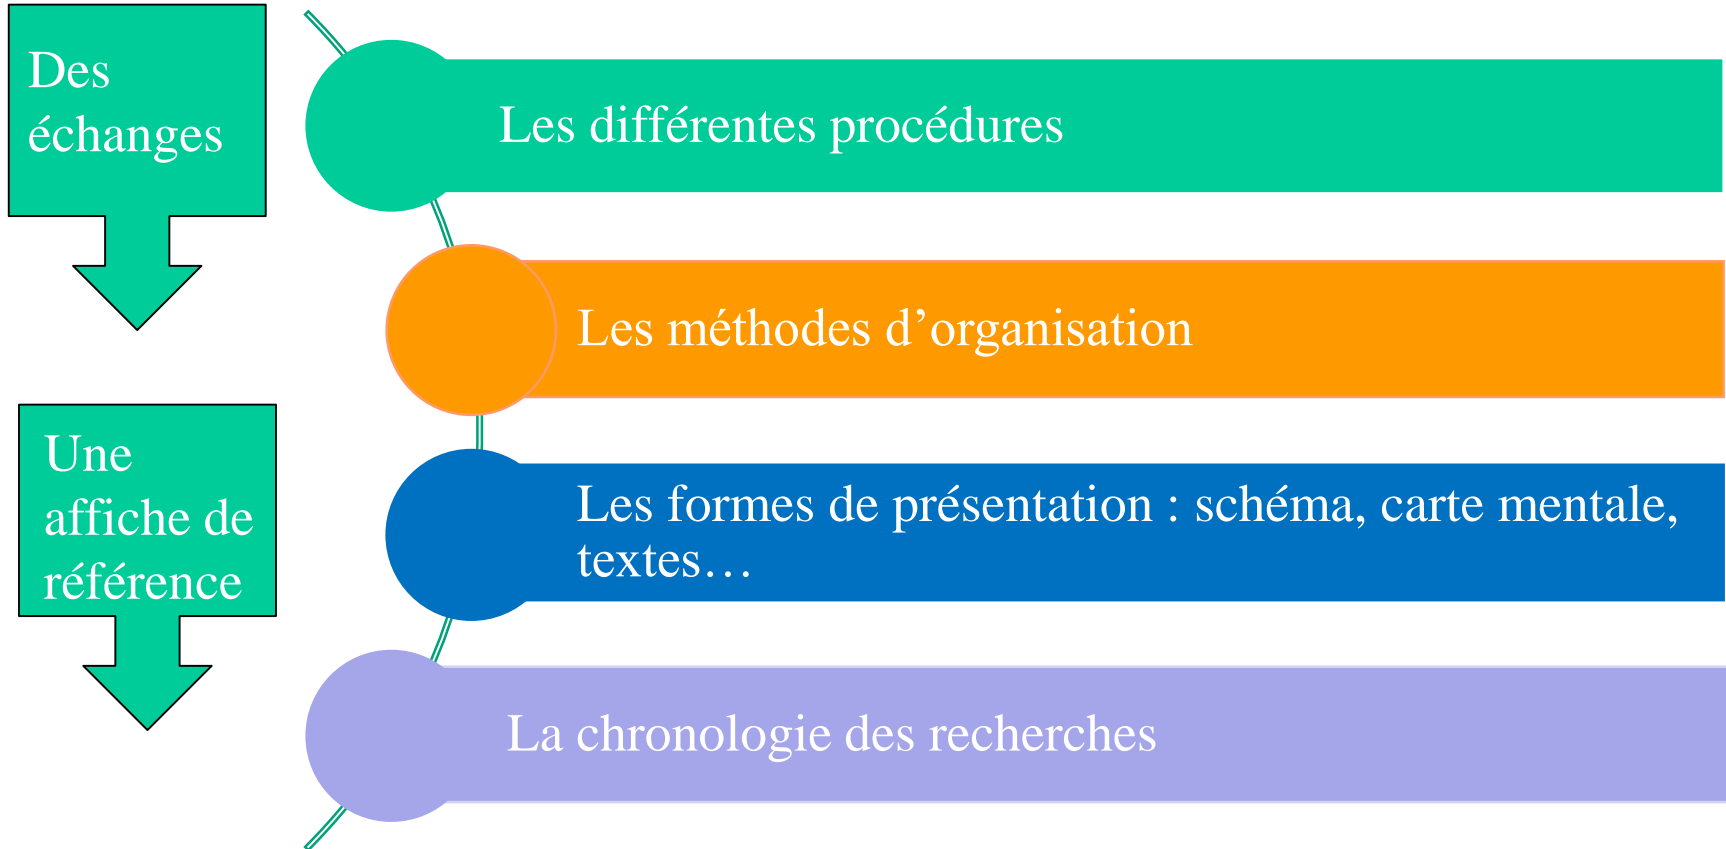 Des
échanges
Une
affiche de
référence
Les différentes procédures
Les méthodes d’organisation
Les formes de présentation : schéma, carte mentale,
textes…
La chronologie des recherches